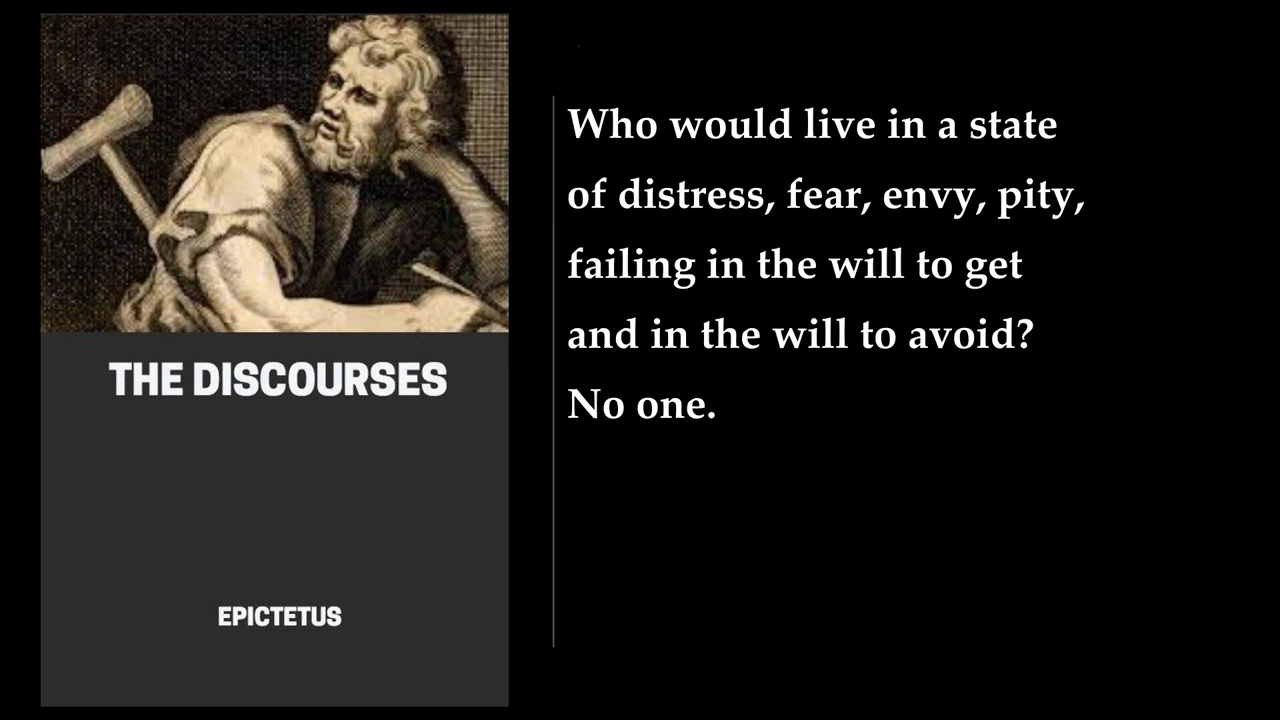 THE DISCOURSES
EPICTETUS
Who would live in a state
of distress, fear, envy, pity,
failing in the will to get
and in the will to avoid?
No one.